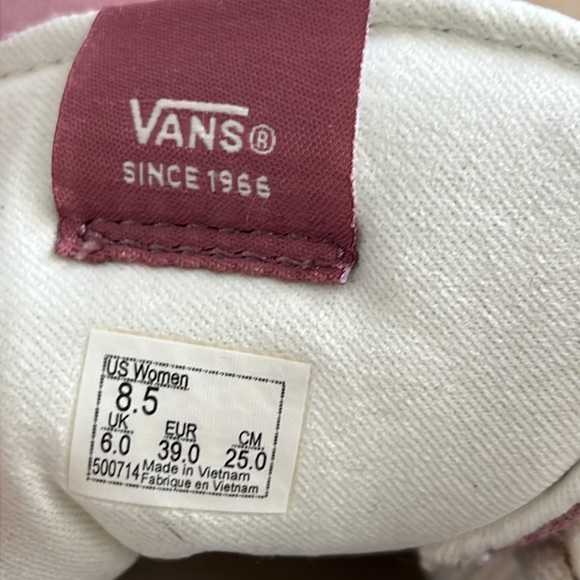 VANS®
SINCE 1966
US Women
8.5
UK EUR CM
6.0 39.0 25.0
500714 Made in Vietnam
Fabrique en Vietnam